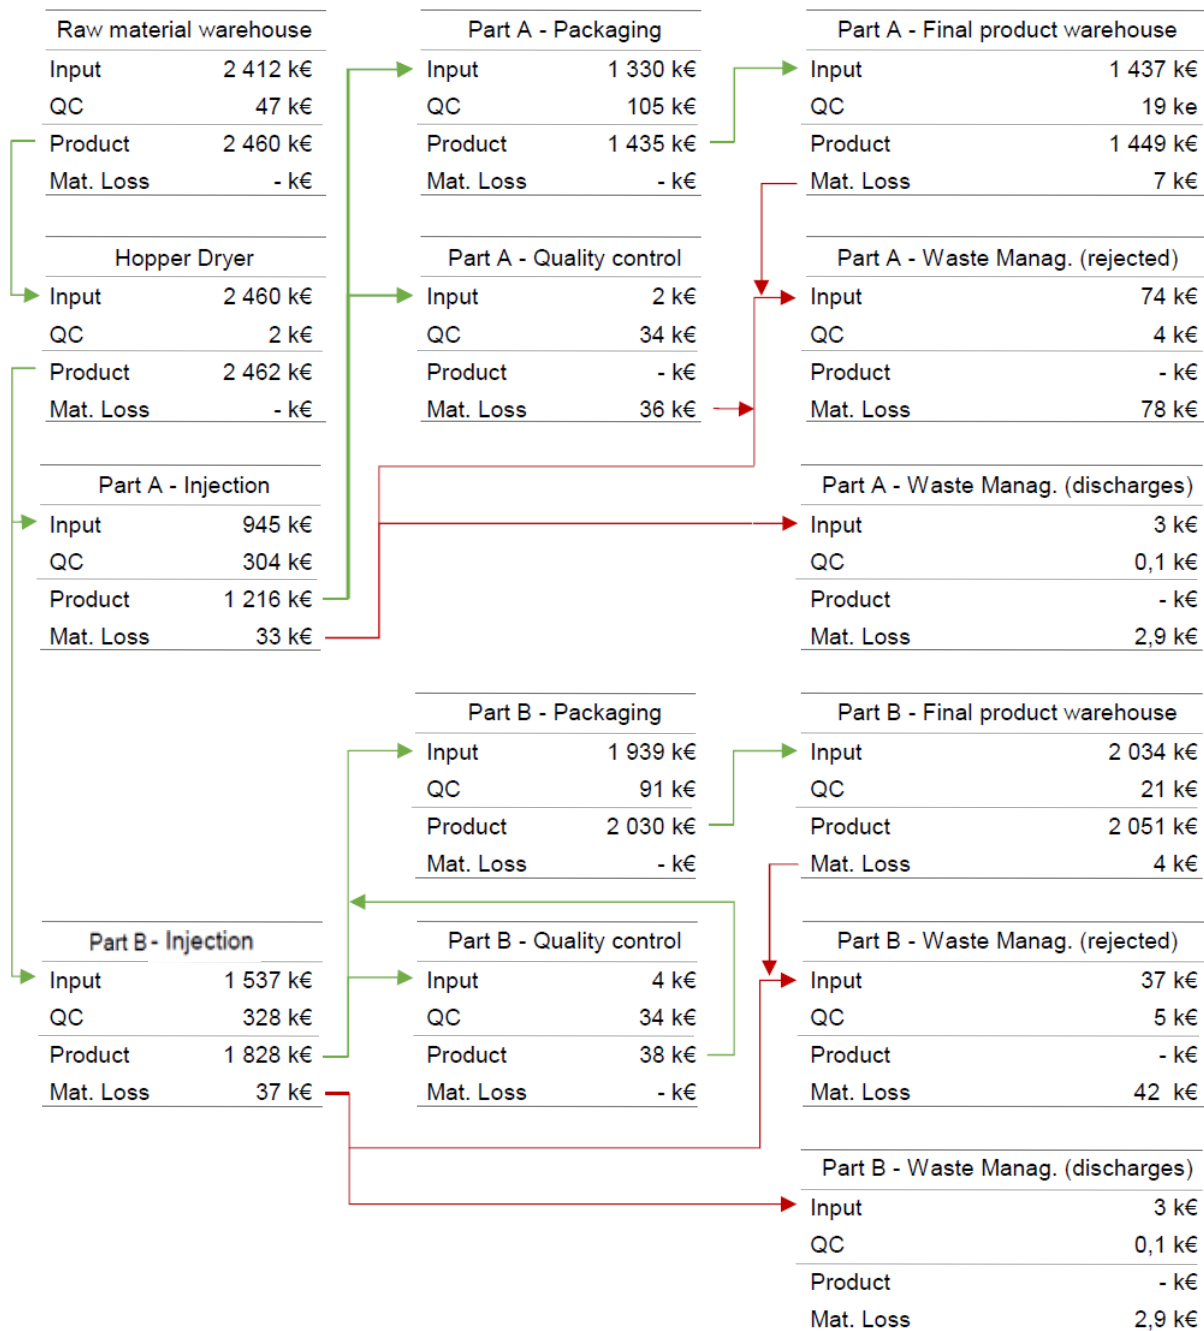 Raw material warehouse
Input 2 412 k€
QC 47 k€
Product 2 460 k€
Mat. Loss - k€
Hopper Dryer
Input 2 460 k€
QC 2 k€
Product 2 462 k€
Mat. Loss - k€
Part A - Injection
Input 945 k€
QC 304 k€
Product 1 216 k€
Mat. Loss 33 k€
Part B - Injection
Input 1 537 k€
QC 328 k€
Product 1 828 k€
Mat. Loss 37 k€
Part A - Packaging
Input 1 330 k€
QC 105 k€
Product 1 435 k€
Mat. Loss - k€
Part A - Quality control
Input 2 k€
QC 34 k€
Product - k€
Mat. Loss 36 k€
Part B - Packaging
Input 1 939 k€
QC 91 k€
Product 2 030 k€
Mat. Loss - k€
Part B - Quality control
Input 4 k€
QC 34 k€
Product 38 k€
Mat. Loss - k€
Part A - Final product warehouse
Input 1 437 k€
QC 19 ke
Product 1 449 k€
Mat. Loss 7 k€
Part A - Waste Manag. (rejected)
Input 74 k€
QC 4 k€
Product - k€
Mat. Loss 78 k€
Part A - Waste Manag. (discharges)
Input 3 k€
QC 0,1 k€
Product - k€
Mat. Loss 2,9 k€
Part B - Final product warehouse
Input 2 034 k€
QC 21 k€
Product 2 051 k€
Mat. Loss 4 k€
Part B - Waste Manag. (rejected)
Input 37 k€
QC 5 k€
Product - k€
Mat. Loss 42 k€
Part B - Waste Manag. (discharges)
Input 3 k€
QC 0,1 k€
Product - k€
Mat. Loss 2,9 k€